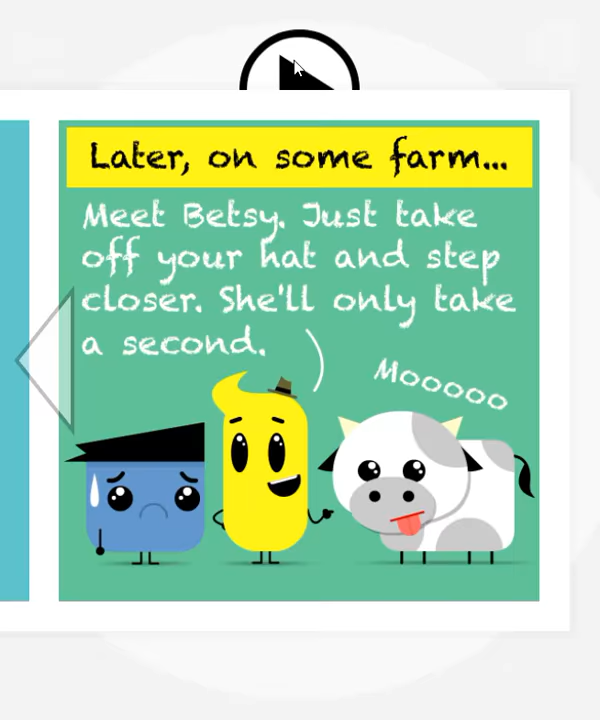 Later, on some farm...
Meet Betsy. Just take
off your hat and step
closer. She'll only take
a second.
Mooooo